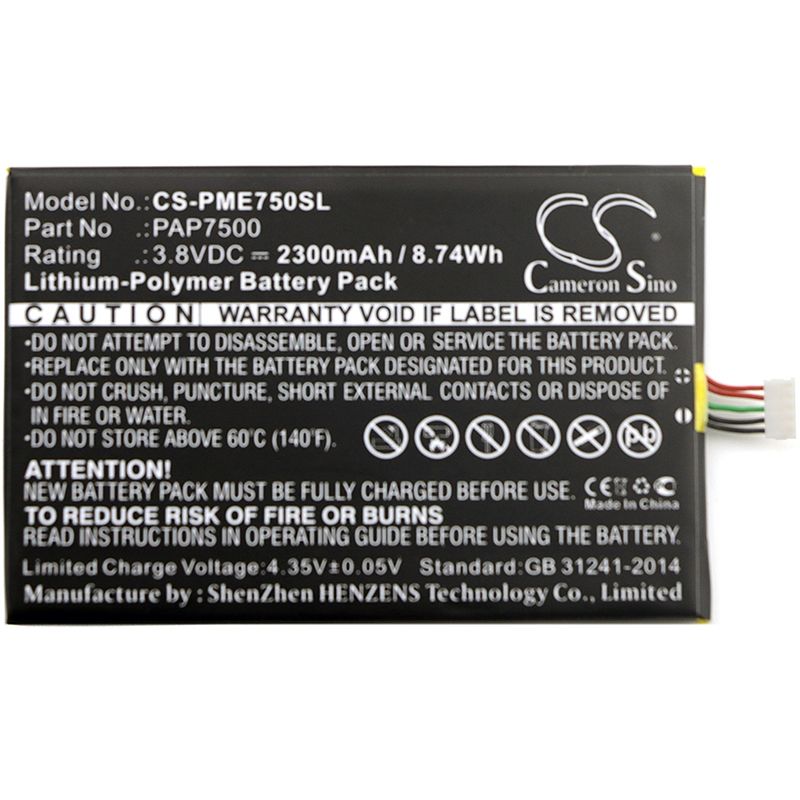 Model No.: CS-PME750SL
Part No .: PAP7500
Rating .: 3.8VDC ⎓ 2300mAh / 8.74Wh
Lithium-Polymer Battery Pack
CS
Cameron Sino
CAUTION WARRANTY VOID IF LABEL IS REMOVED
•DO NOT ATTEMPT TO DISASSEMBLE, OPEN OR SERVICE THE BATTERY PACK.
•REPLACE ONLY WITH THE BATTERY PACK DESIGNATED FOR THIS PRODUCT.
•DO NOT CRUSH, PUNCTURE, SHORT EXTERNAL CONTACTS OR DISPOSE OF
IN FIRE OR WATER.
•DO NOT STORE ABOVE 60°C (140°F).
Pb
ATTENTION!
NEW BATTERY PACK MUST BE FULLY CHARGED BEFORE USE
TO REDUCE RISK OF FIRE OR BURNS
READ INSTRUCTIONS IN OPERATING GUIDE BEFORE USING BATTERY
CE
Made In China
Limited Charge Voltage:4.35V±0.05V Standard:GB 31241-2014
Manufacture by : ShenZhen HENZENS Technology Co.,Ltd.